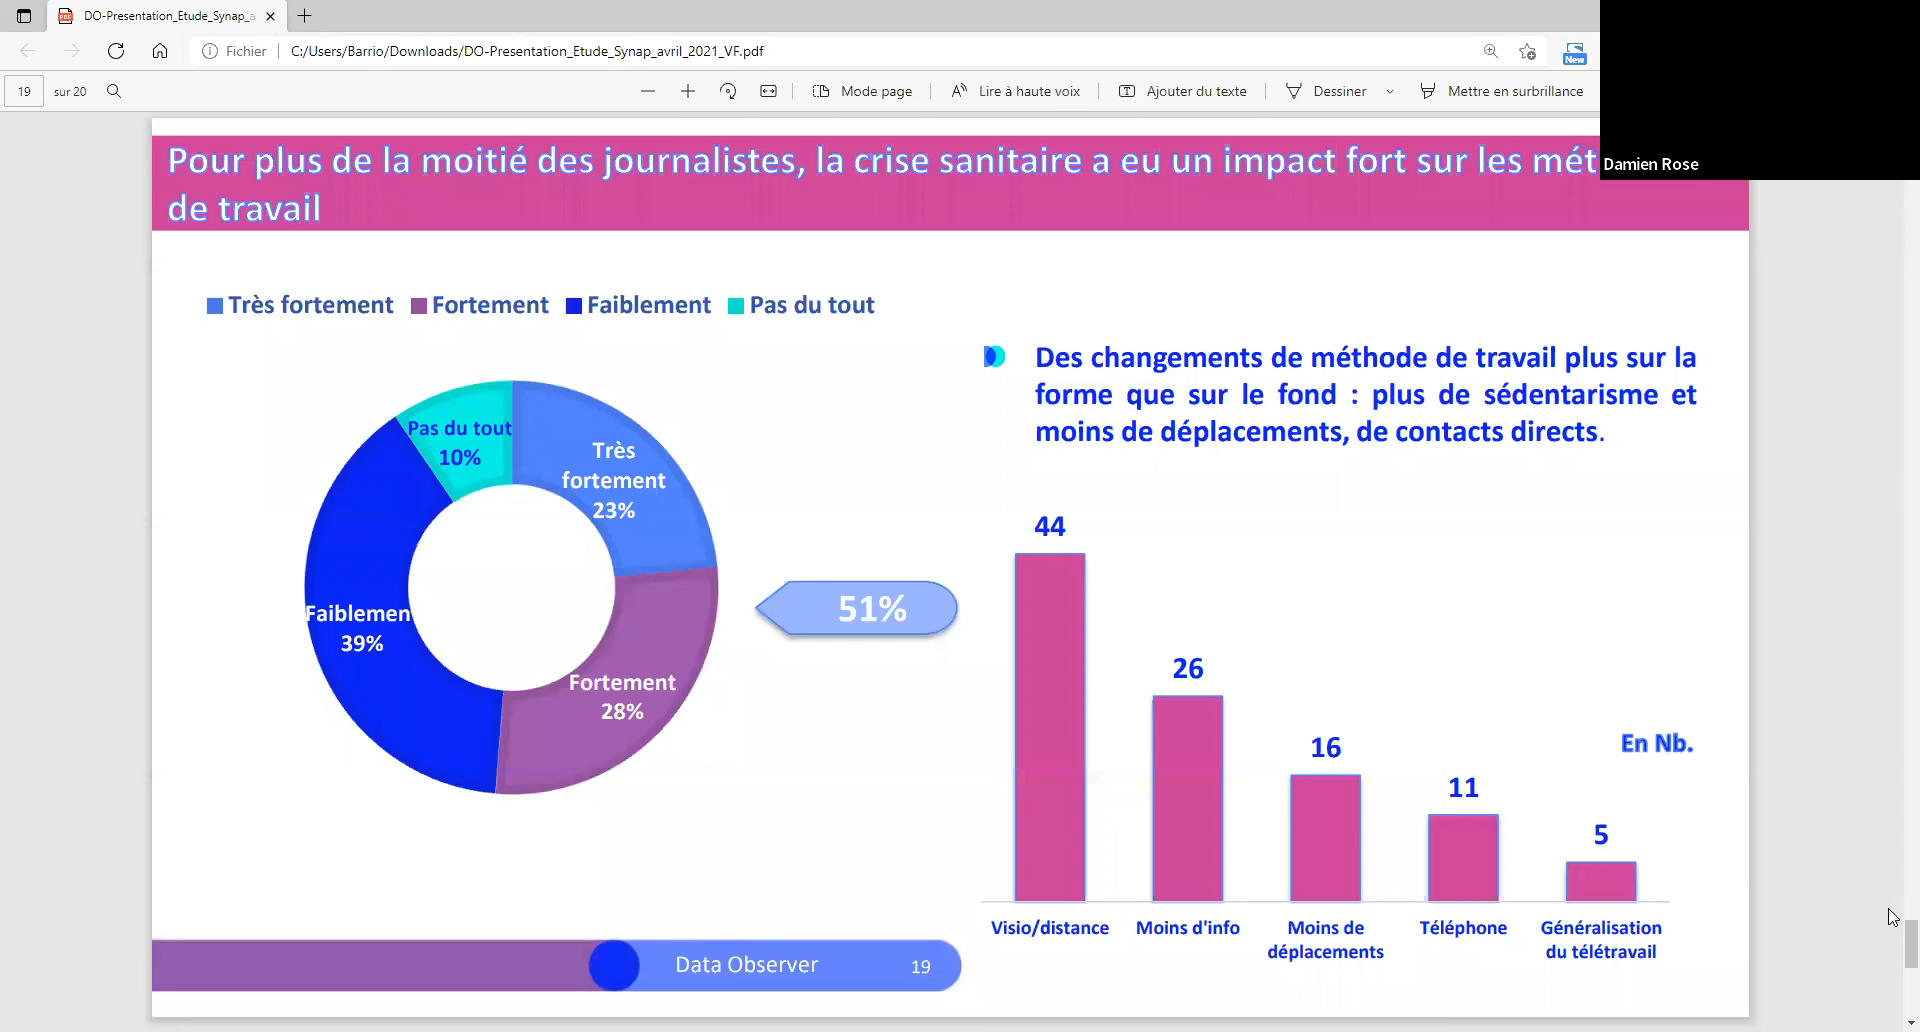 DO-Presentation_Etude_Synap_a
Fichier
C:/Users/Barrio/Downloads/DO-Presentation_Etude_Synap_avril_2021_VF.pdf
New
19 sur 20
Mode page
Lire à haute voix
Ajouter du texte
Dessiner
Mettre en surbrillance
Damien Rose
Pour plus de la moitié des journalistes, la crise sanitaire a eu un impact fort sur les mét
de travail
Très fortement Fortement Faiblement Pas du tout
Pas du tout
10%
Très
fortement
23%
Faiblemen
39%
Fortement
28%
51%
Des changements de méthode de travail plus sur la
forme que sur le fond : plus de sédentarisme et
moins de déplacements, de contacts directs.
44
26
16
11
5
En Nb.
Visio/distance
Moins d'info
Moins de
déplacements
Téléphone
Généralisation
du télétravail
Data Observer 19